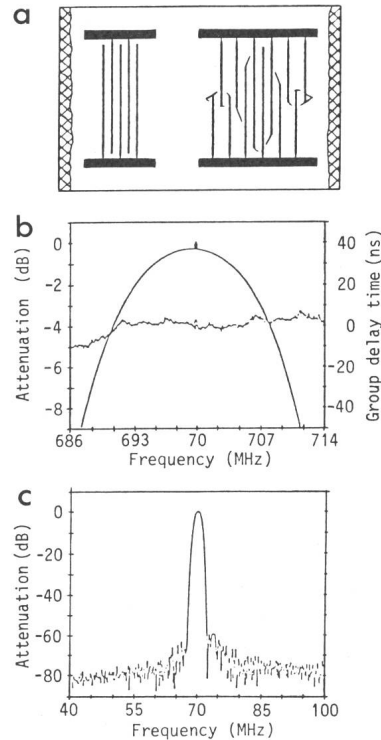 a
b
0
-2
-4
-6
-8
Attenuation (dB)
40
20
0
-20
-40
Group delay time (ns)
686 693 70 707 714
Frequency (MHz)
c
0
-20
-40
-60
-80
Attenuation (dB)
40 55 70 85 100
Frequency (MHz)